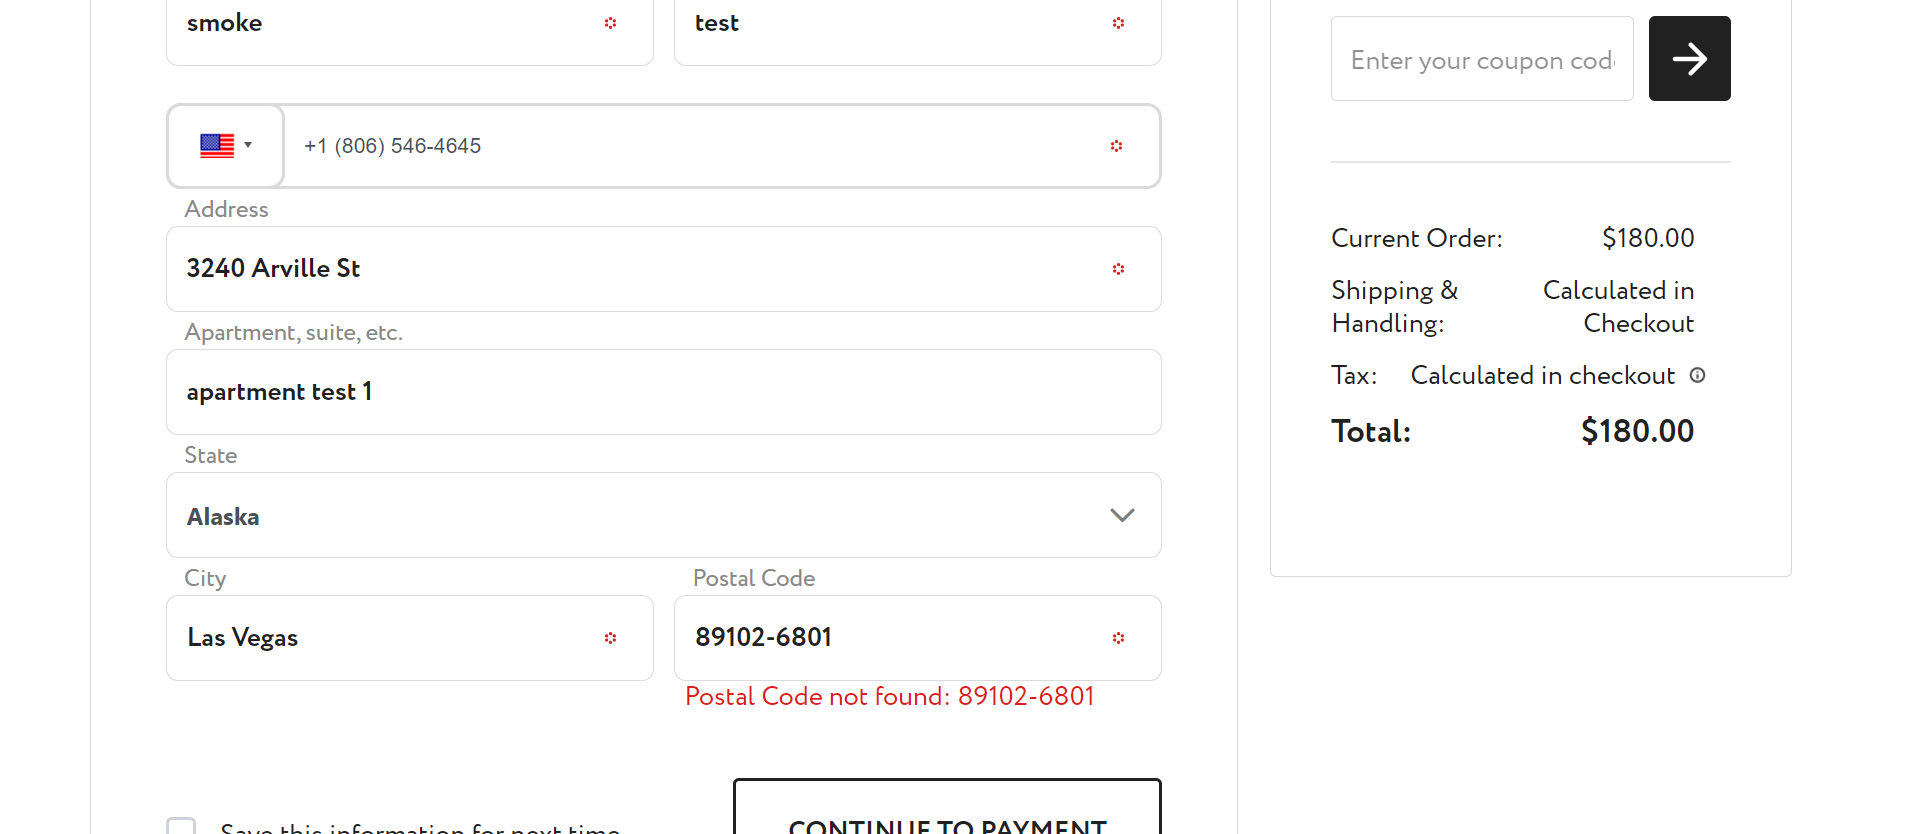 smoke
test
Enter your coupon cod
+1 (806) 546-4645
Address
3240 Arville St
Apartment, suite, etc.
apartment test 1
State
Alaska
City
Postal Code
Las Vegas
89102-6801
Postal Code not found: 89102-6801
Save this information for next time
CONTINUE TO PAYMENT
Current Order: $180.00
Shipping & Handling: Calculated in Checkout
Tax: Calculated in checkout
Total: $180.00